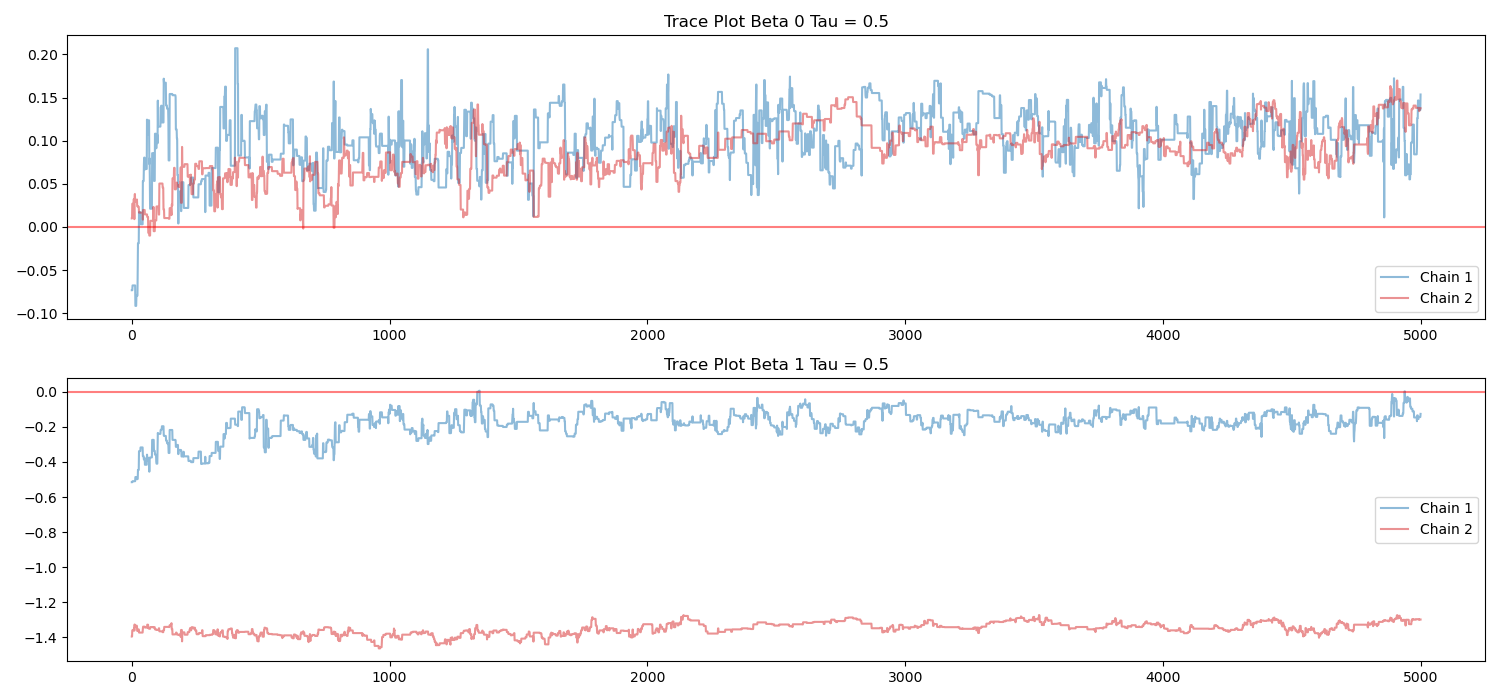 Trace Plot Beta 0 Tau = 0.5
0.20
0.15
0.10
0.05
0.00
−0.05
−0.10
Chain 1
Chain 2
0 1000 2000 3000 4000 5000
Trace Plot Beta 1 Tau = 0.5
0.0
−0.2
−0.4
−0.6
−0.8
−1.0
−1.2
−1.4
Chain 1
Chain 2
0 1000 2000 3000 4000 5000